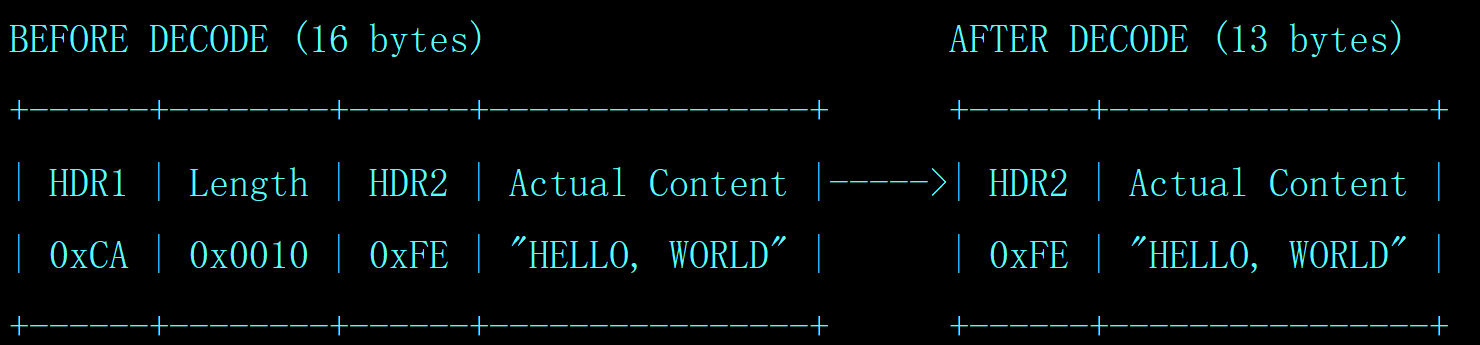 BEFORE DECODE (16 bytes)                       AFTER DECODE (13 bytes)
+------+--------+------+----------------+      +------+----------------+
| HDR1 | Length | HDR2 | Actual Content |----->| HDR2 | Actual Content |
| 0xCA | 0x0010 | 0xFE | "HELLO, WORLD" |      | 0xFE | "HELLO, WORLD" |
+------+--------+------+----------------+      +------+----------------+